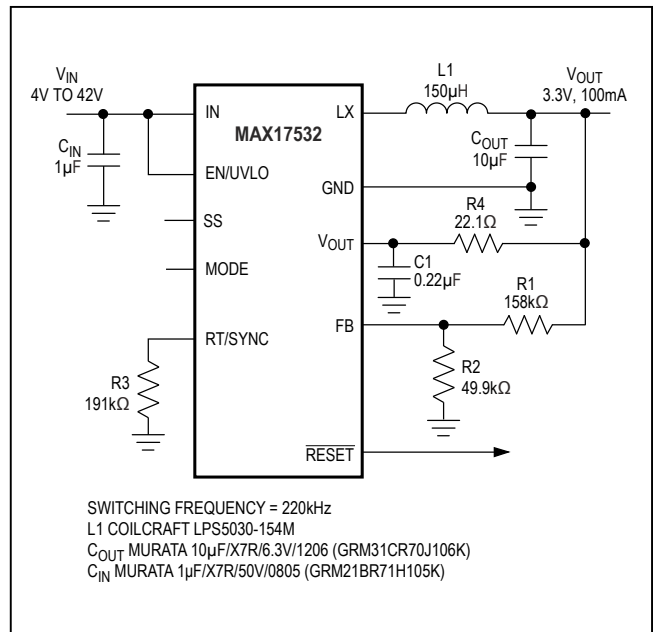 VIN
4V TO 42V
CIN
1µF
IN
EN/UVLO
SS
MODE
RT/SYNC
R3
191kΩ
MAX17532
LX
GND
VOUT
FB
RESET
L1
150µH
VOUT
3.3V, 100mA
COUT
10µF
R4
22.1Ω
C1
0.22µF
R1
158kΩ
R2
49.9kΩ
SWITCHING FREQUENCY = 220kHz
L1 COILCRAFT LPS5030-154M
COUT MURATA 10µF/X7R/6.3V/1206 (GRM31CR70J106K)
CIN MURATA 1µF/X7R/50V/0805 (GRM21BR71H105K)